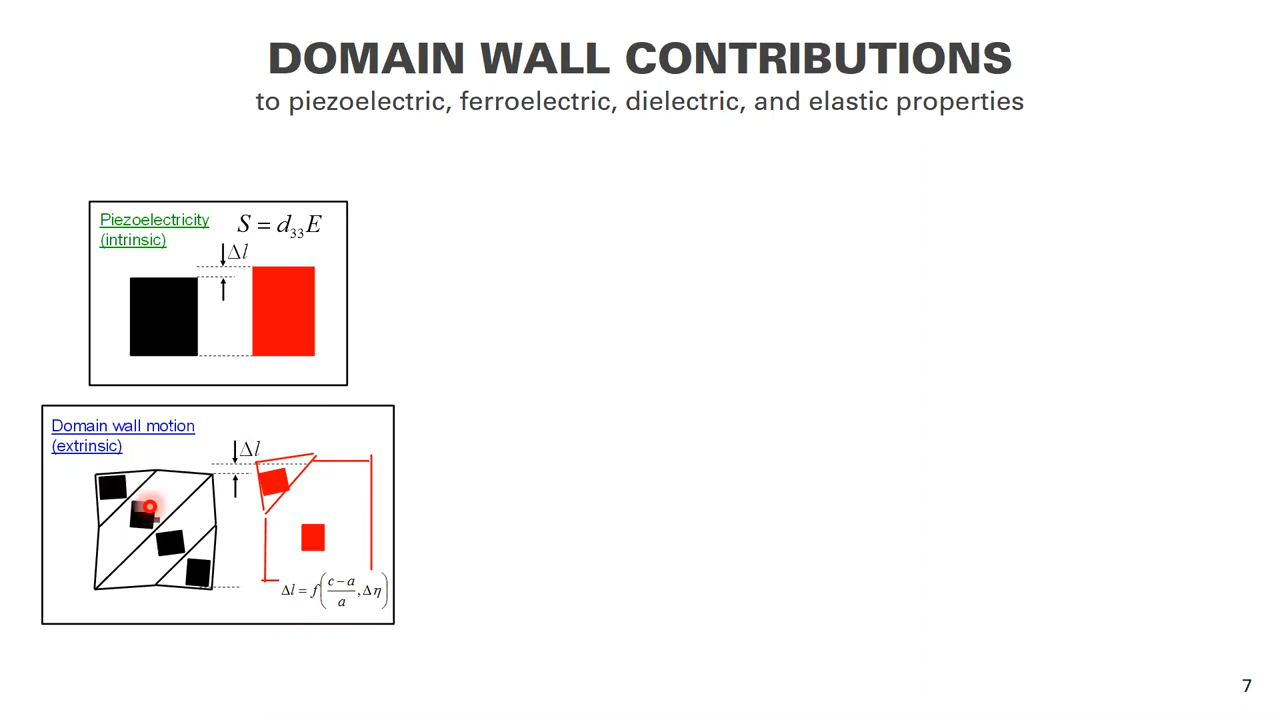 DOMAIN WALL CONTRIBUTIONS
to piezoelectric, ferroelectric, dielectric, and elastic properties
Piezoelectricity
(intrinsic)
S = d₃₃E
Δl
Domain wall motion
(extrinsic)
Δl
Δl = f((c − a)/a, Δη)
7